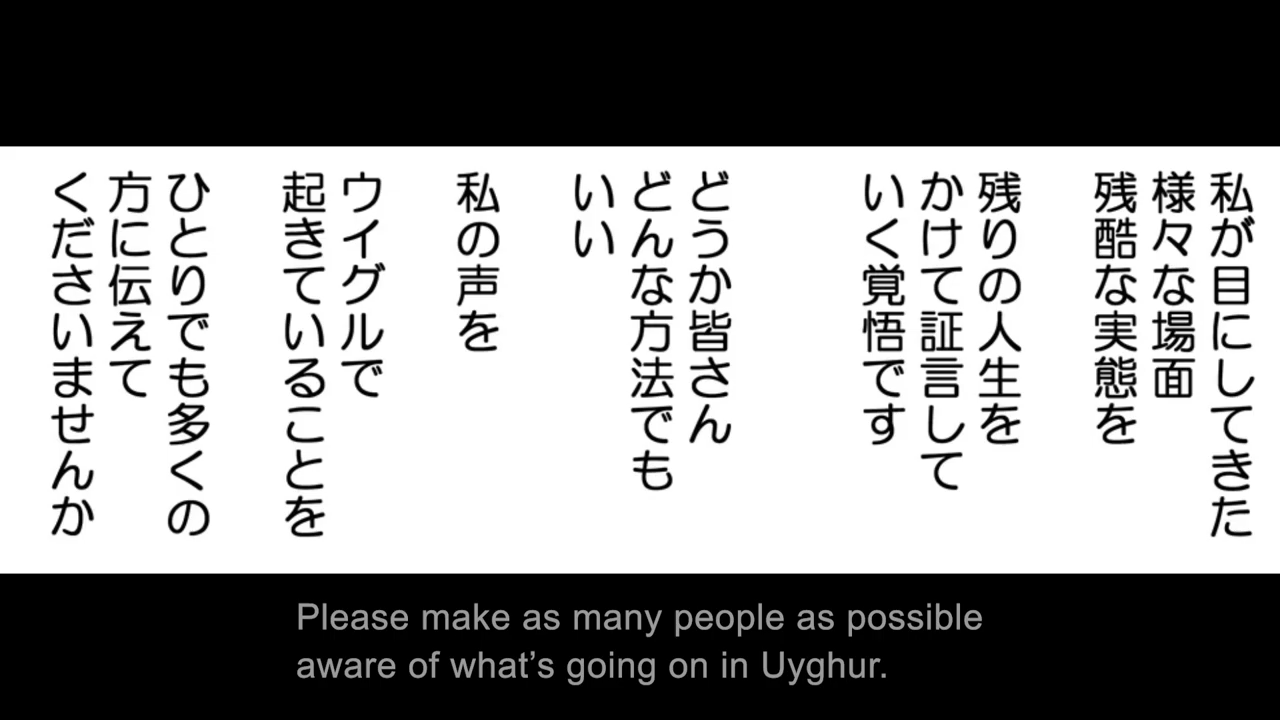 私が目にしてきた
様々な場面
残酷な実態を
残りの人生を
かけて証言して
いく覚悟です
どうか皆さん
どんな方法でも
いい
私の声を
ウイグルで
起きていることを
ひとりでも多くの
方に伝えて
くださいませんか
Please make as many people as possible
aware of what’s going on in Uyghur.